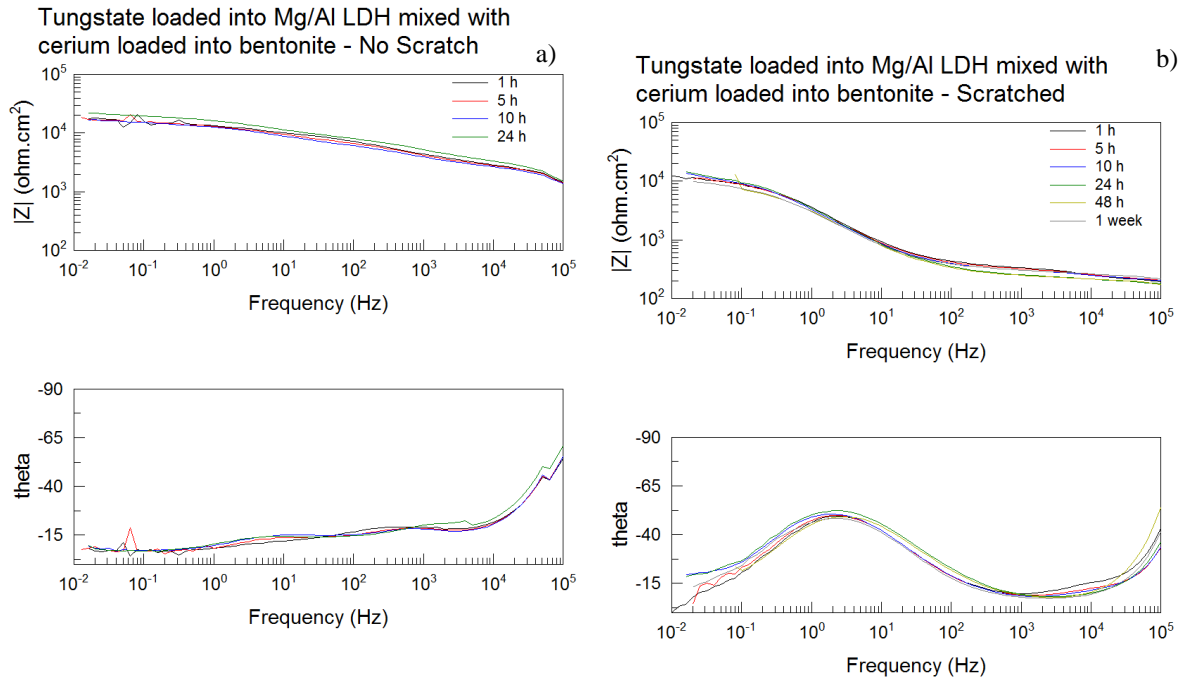 Tungstate loaded into Mg/Al LDH mixed with
cerium loaded into bentonite - No Scratch
a)
10^5
10^4
10^3
10^2
|Z| (ohm.cm^2)
1 h
5 h
10 h
24 h
10^-2 10^-1 10^0 10^1 10^2 10^3 10^4 10^5
Frequency (Hz)
-90
-65
-40
-15
theta
10^-2 10^-1 10^0 10^1 10^2 10^3 10^4 10^5
Frequency (Hz)
Tungstate loaded into Mg/Al LDH mixed with
cerium loaded into bentonite - Scratched
b)
10^5
10^4
10^3
10^2
|Z| (ohm.cm^2)
1 h
5 h
10 h
24 h
48 h
1 week
10^-2 10^-1 10^0 10^1 10^2 10^3 10^4 10^5
Frequency (Hz)
-90
-65
-40
-15
theta
10^-2 10^-1 10^0 10^1 10^2 10^3 10^4 10^5
Frequency (Hz)